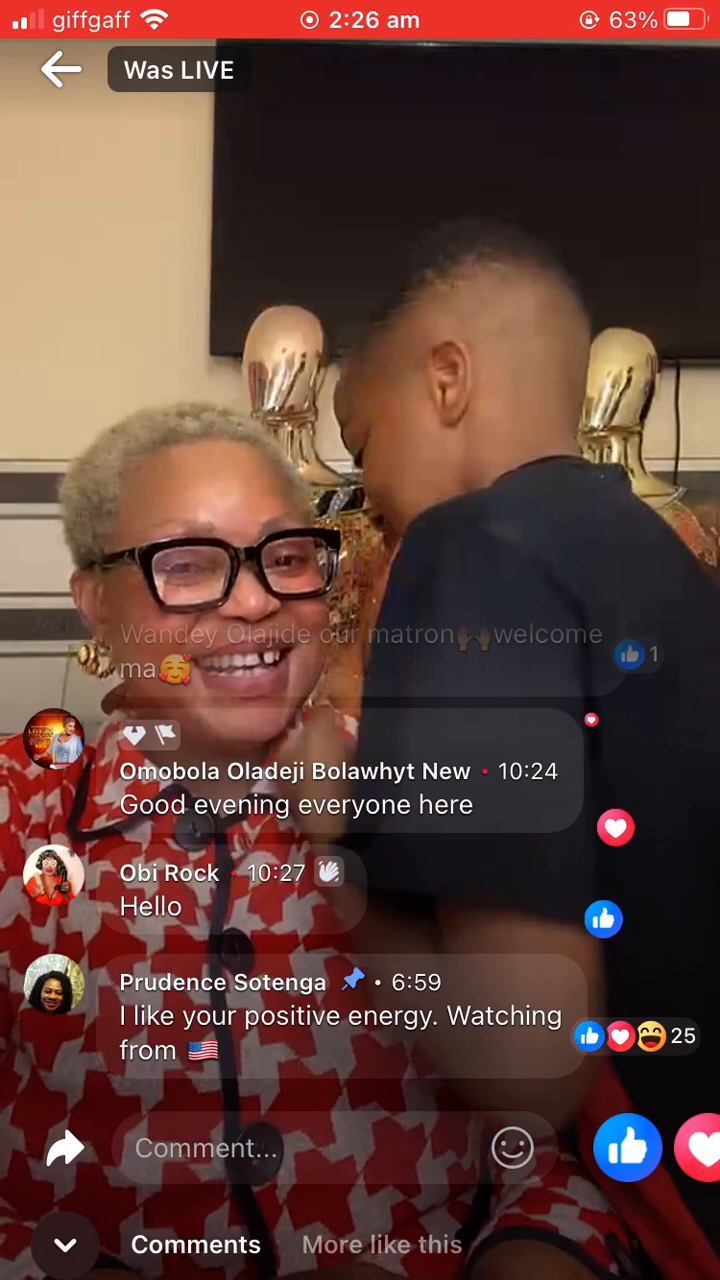 giffgaff 2:26 am 63%
Was LIVE
Wandey Olajide our matron🙌🏾welcome
ma🥰
1
Omobola Oladeji Bolawhyt New • 10:24
Good evening everyone here
Obi Rock • 10:27
Hello
Prudence Sotenga 📌 • 6:59
I like your positive energy. Watching
from 🇺🇸
25
Comment...
Comments More like this